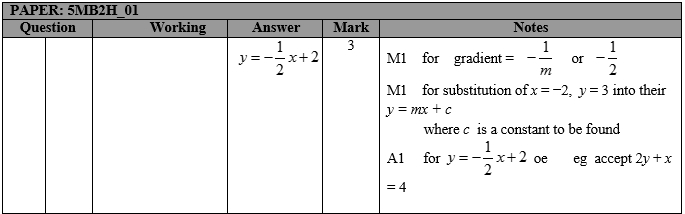 PAPER: 5MB2H_01
Question Working Answer Mark Notes
y = -1/2 x + 2 3 M1 for gradient = -1/m or -1/2
M1 for substitution of x = −2, y = 3 into their
y = mx + c
where c is a constant to be found
A1 for y = -1/2 x + 2 oe eg accept 2y + x
= 4